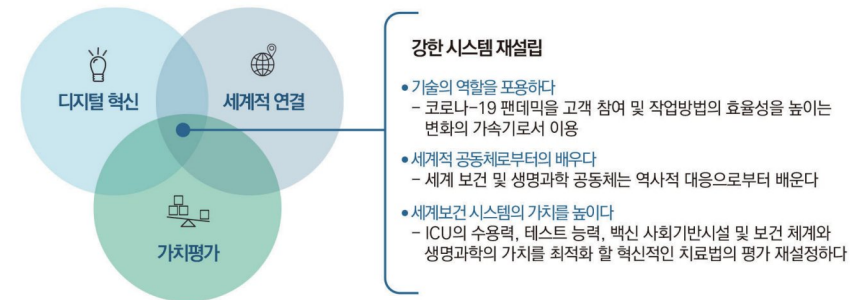 디지털 혁신
세계적 연결
가치평가
강한 시스템 재설립
• 기술의 역할을 포용하다
– 코로나-19 팬데믹을 고객 참여 및 작업방법의 효율성을 높이는
변화의 가속기로서 이용
• 세계적 공동체로부터의 배우다
– 세계 보건 및 생명과학 공동체는 역사적 대응으로부터 배운다
• 세계보건 시스템의 가치를 높이다
– ICU의 수용력, 테스트 능력, 백신 사회기반시설 및 보건 체계와
생명과학의 가치를 최적화 할 혁신적인 치료법의 평가 재설정하다